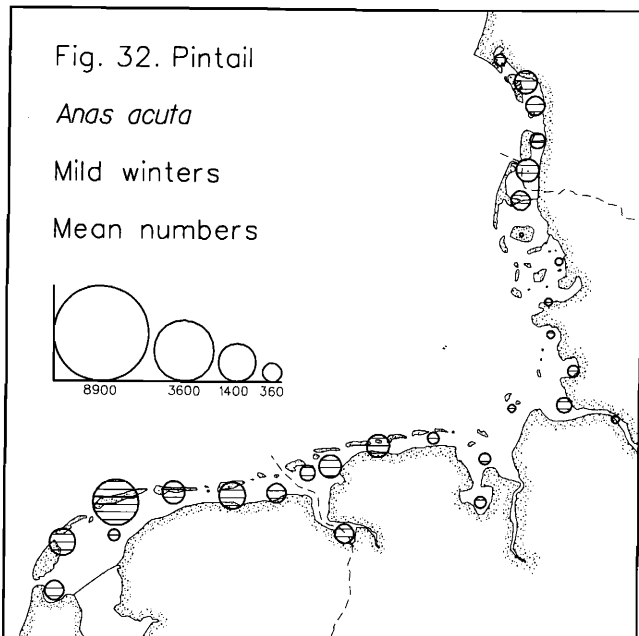 Fig. 32. Pintail
Anas acuta
Mild winters
Mean numbers
8900 3600 1400 360